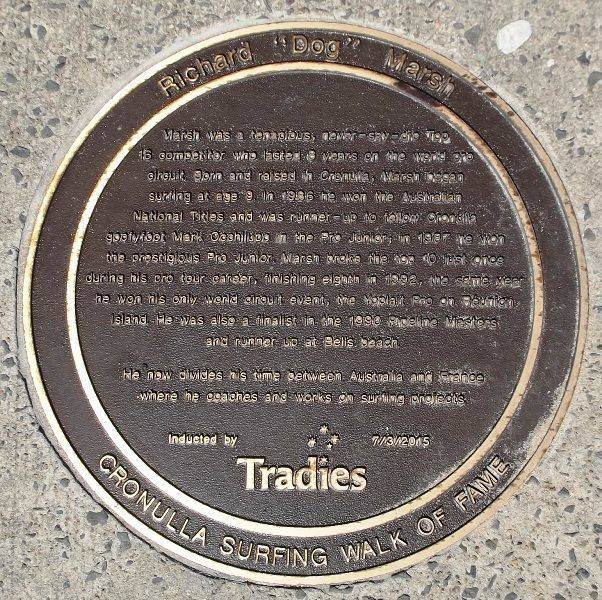 Richard "Dog" Marsh
Marsh was a tenacious, never-say-die Top
16 competitor who lasted 9 years on the world pro
circuit. Born and raised in Cronulla, Marsh began
surfing at age 9. In 1986 he won the Australian
National Titles and was runner-up to fellow Cronulla
goofyfoot Mark Occhilupo in the Pro Junior; in 1987 he won
the prestigious Pro Junior. Marsh broke the top 10 just once
during his pro tour career, finishing eighth in 1992, the same year
he won his only world circuit event, the Yoplait Pro on Reunion,
Island. He was also a finalist in the 1990 Pipeline Masters
and runner up at Bells beach.
He now divides his time between Australia and France
where he coaches and works on surfing projects.
Inducted by 7/3/2015
Tradies
CRONULLA SURFING WALK OF FAME